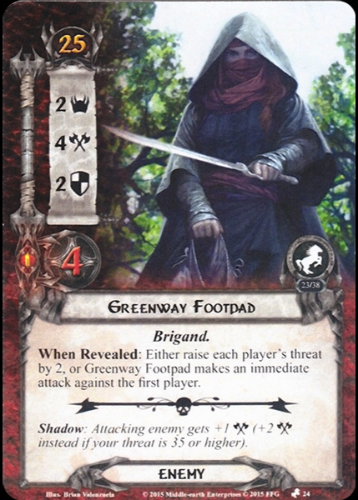 25
2
4
2
4
23/38
Greenway Footpad
Brigand.
When Revealed: Either raise each player's threat
by 2, or Greenway Footpad makes an immediate
attack against the first player.
Shadow: Attacking enemy gets +1 (+2
instead if your threat is 35 or higher).
ENEMY
Illus. Brian Valenzuela © 2015 Middle-earth Enterprises © 2015 FFG 24